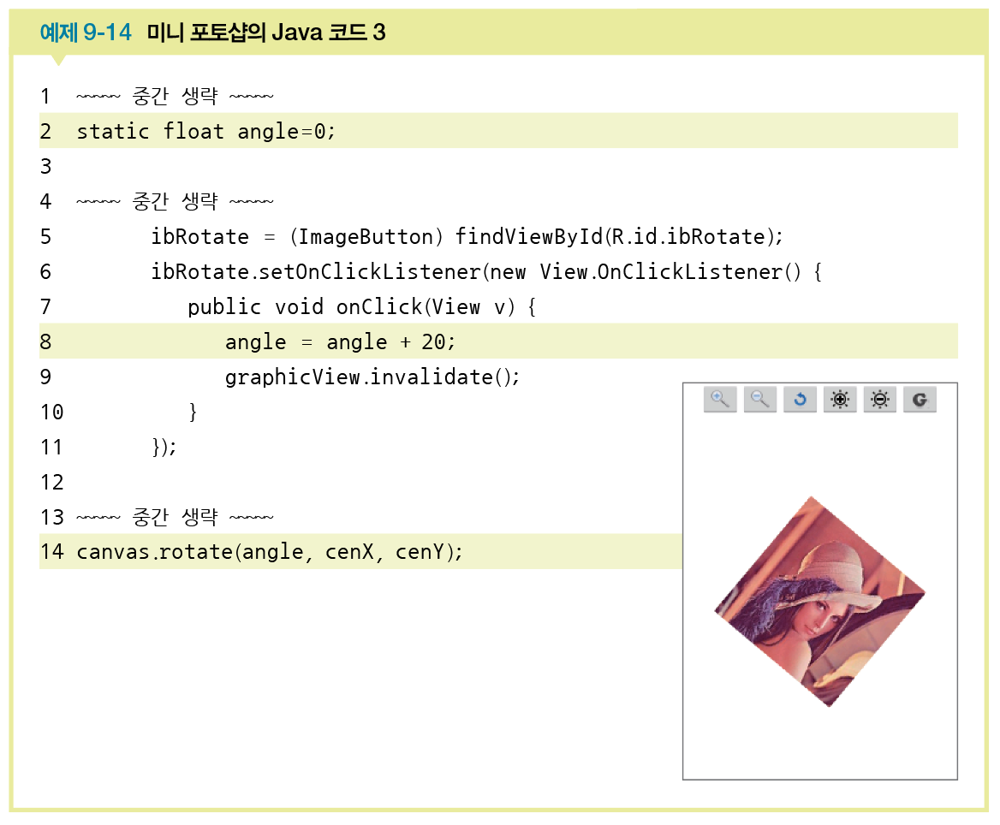 예제 9-14 미니 포토샵의 Java 코드 3
1 ~~~~~ 중간 생략 ~~~~~
2 static float angle=0;
3
4 ~~~~~ 중간 생략 ~~~~~
5 ibRotate = (ImageButton) findViewById(R.id.ibRotate);
6 ibRotate.setOnClickListener(new View.OnClickListener() {
7 public void onClick(View v) {
8 angle = angle + 20;
9 graphicView.invalidate();
10 }
11 });
12
13 ~~~~~ 중간 생략 ~~~~~
14 canvas.rotate(angle, cenX, cenY);